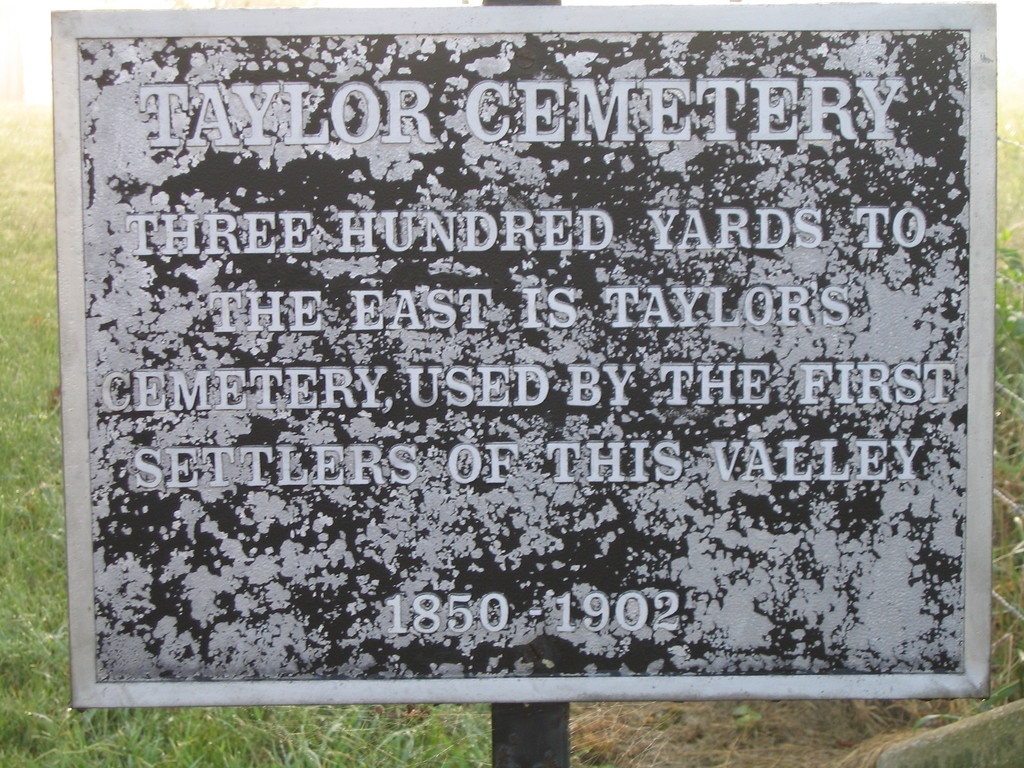 TAYLOR CEMETERY
THREE HUNDRED YARDS TO
THE EAST IS TAYLORS
CEMETERY, USED BY THE FIRST
SETTLERS OF THIS VALLEY
1850 - 1902